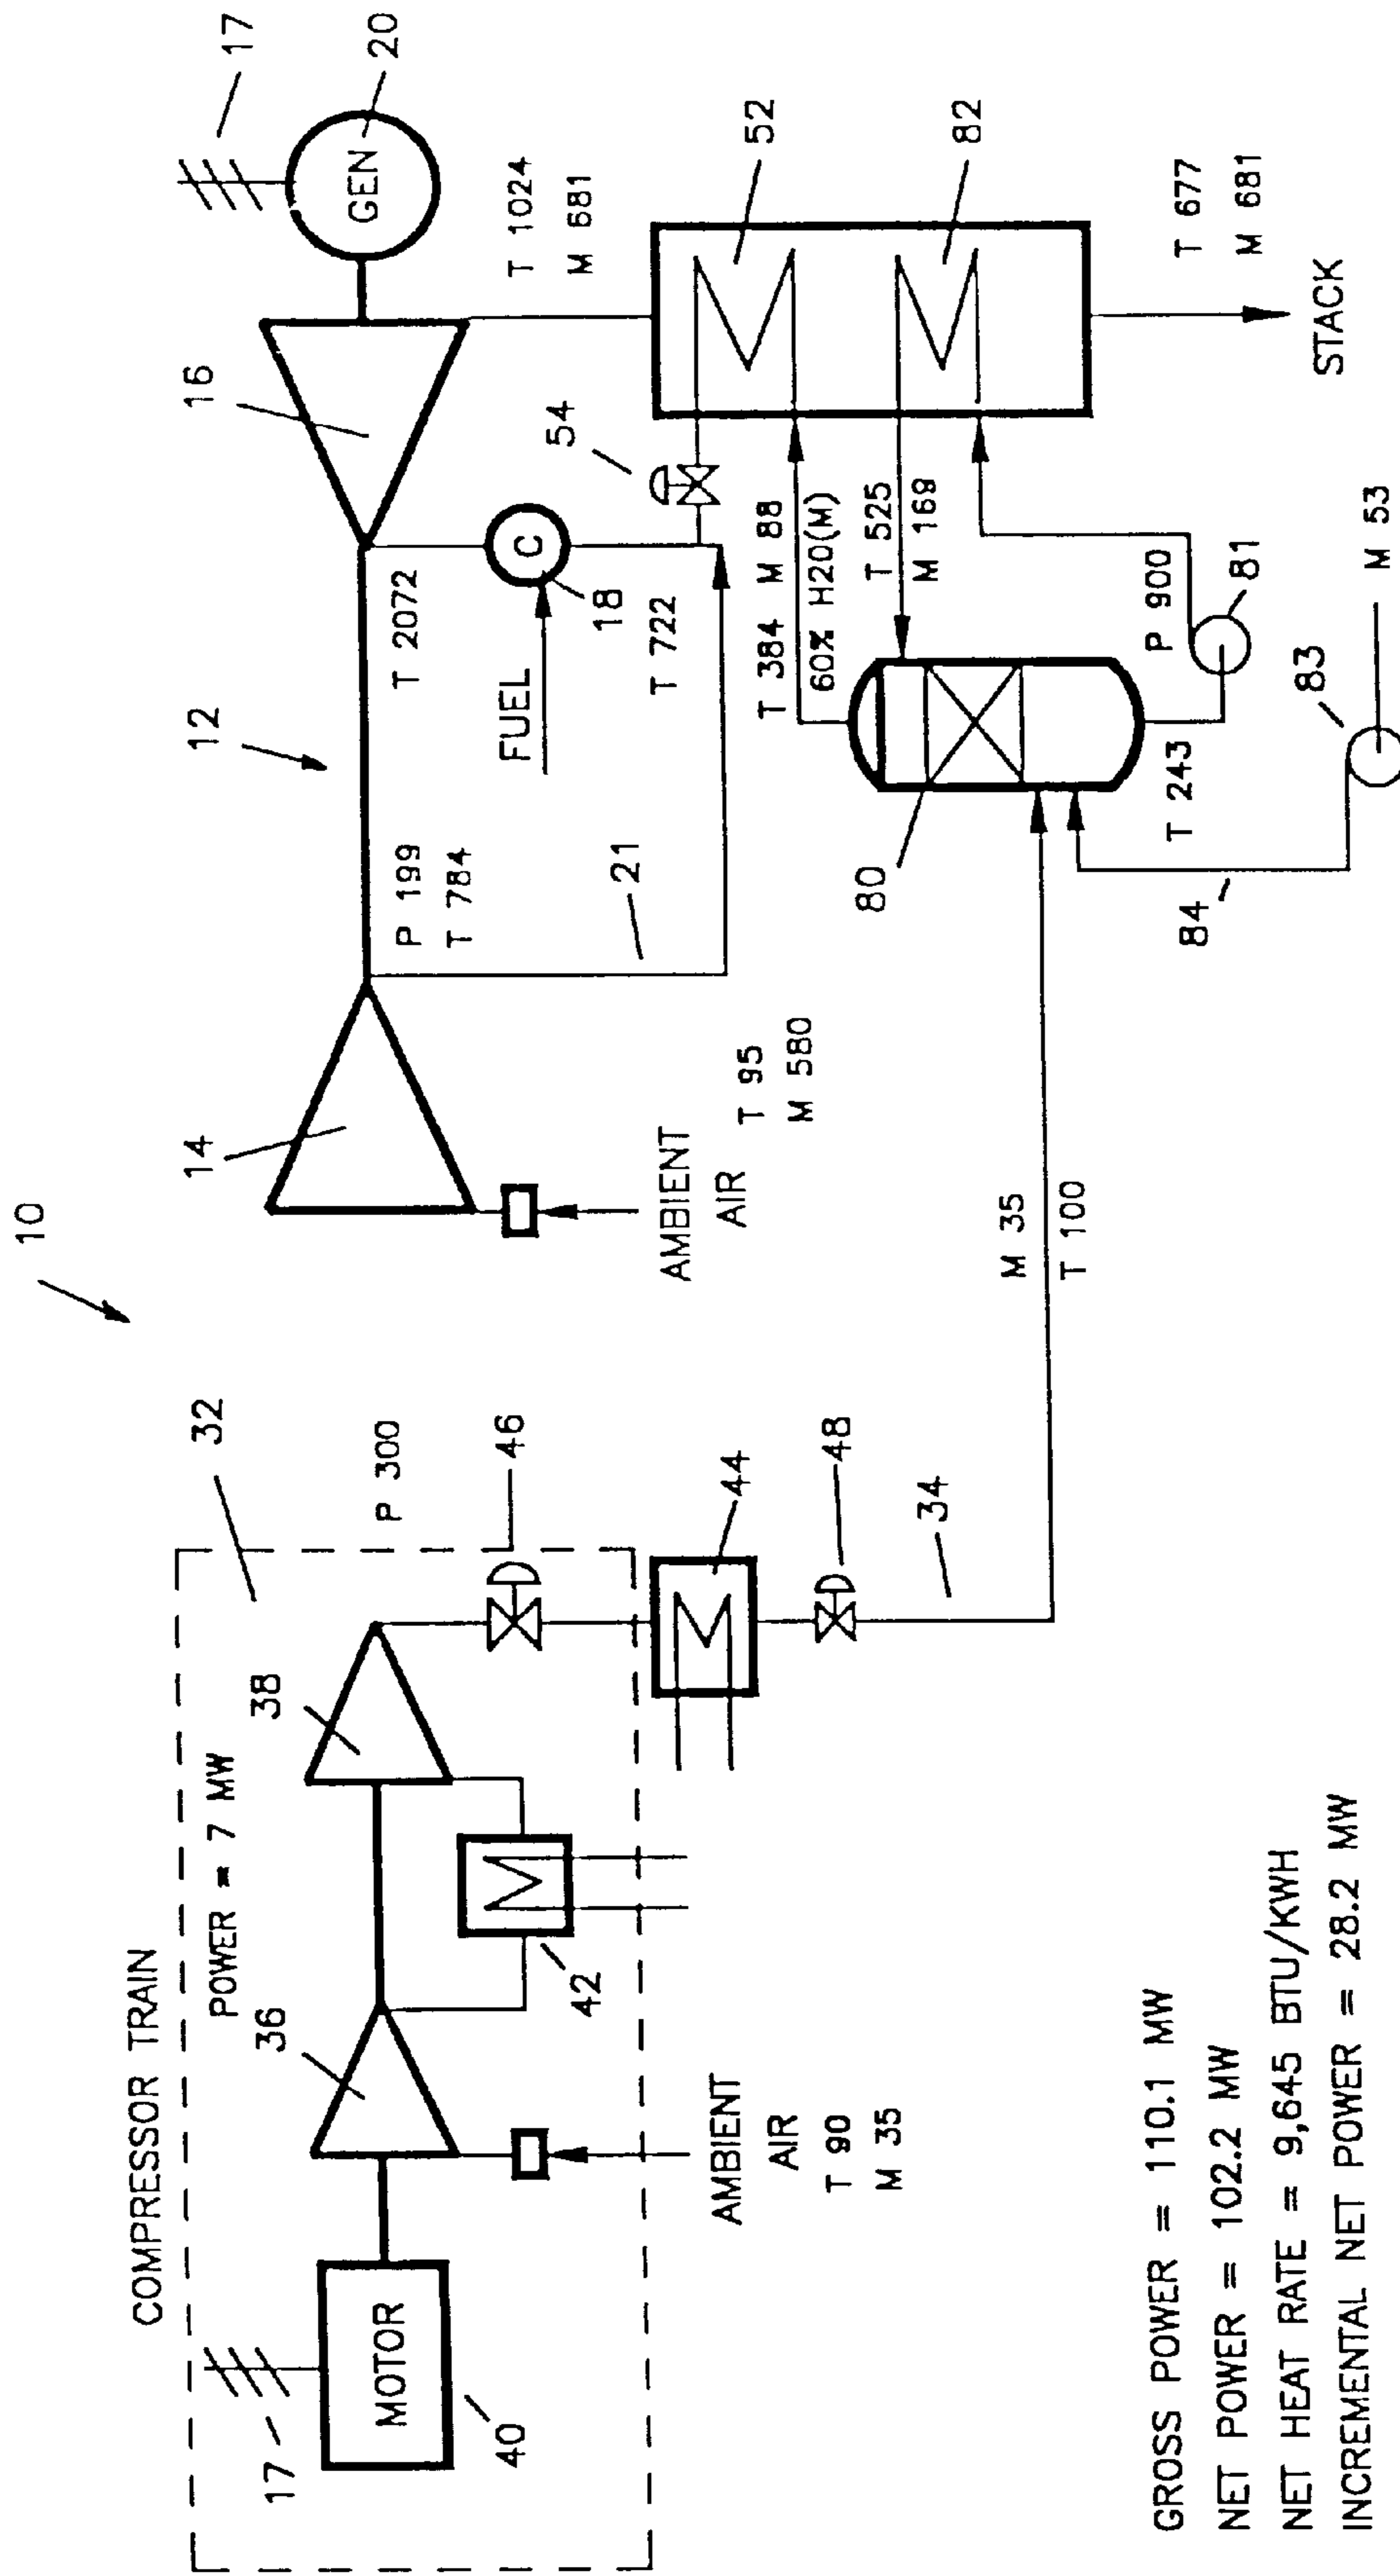 10
COMPRESSOR TRAIN
32
POWER = 7 MW
17
MOTOR
40
36
38
42
P 300
46
44
48
34
AMBIENT
AIR
T 90
M 35
M 35
T 100
12
14
16
17
20
GEN
P 199
T 784
T 2072
T 1024
M 681
21
FUEL
C
18
T 722
54
52
82
AMBIENT
AIR
T 95
M 580
T 384 M 88
60% H20(M)
T 525
M 169
P 900
81
80
T 243
84
83
M 53
T 677
M 681
STACK
GROSS POWER = 110.1 MW
NET POWER = 102.2 MW
NET HEAT RATE = 9,645 BTU/KWH
INCREMENTAL NET POWER = 28.2 MW